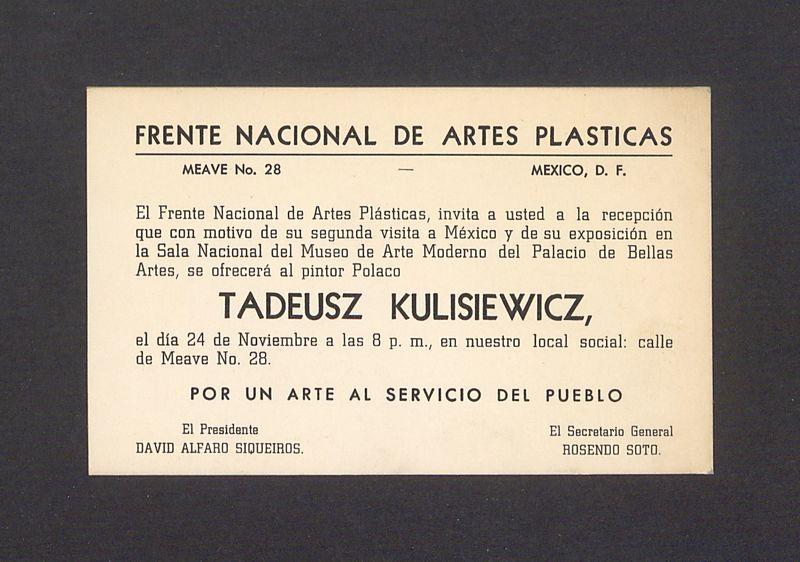 FRENTE NACIONAL DE ARTES PLASTICAS
MEAVE No. 28 — MEXICO, D. F.
El Frente Nacional de Artes Plásticas, invita a usted a la recepción
que con motivo de su segunda visita a México y de su exposición en
la Sala Nacional del Museo de Arte Moderno del Palacio de Bellas
Artes, se ofrecerá al pintor Polaco
TADEUSZ KULISIEWICZ,
el día 24 de Noviembre a las 8 p. m., en nuestro local social: calle
de Meave No. 28.
POR UN ARTE AL SERVICIO DEL PUEBLO
El Presidente
DAVID ALFARO SIQUEIROS.
El Secretario General
ROSENDO SOTO.